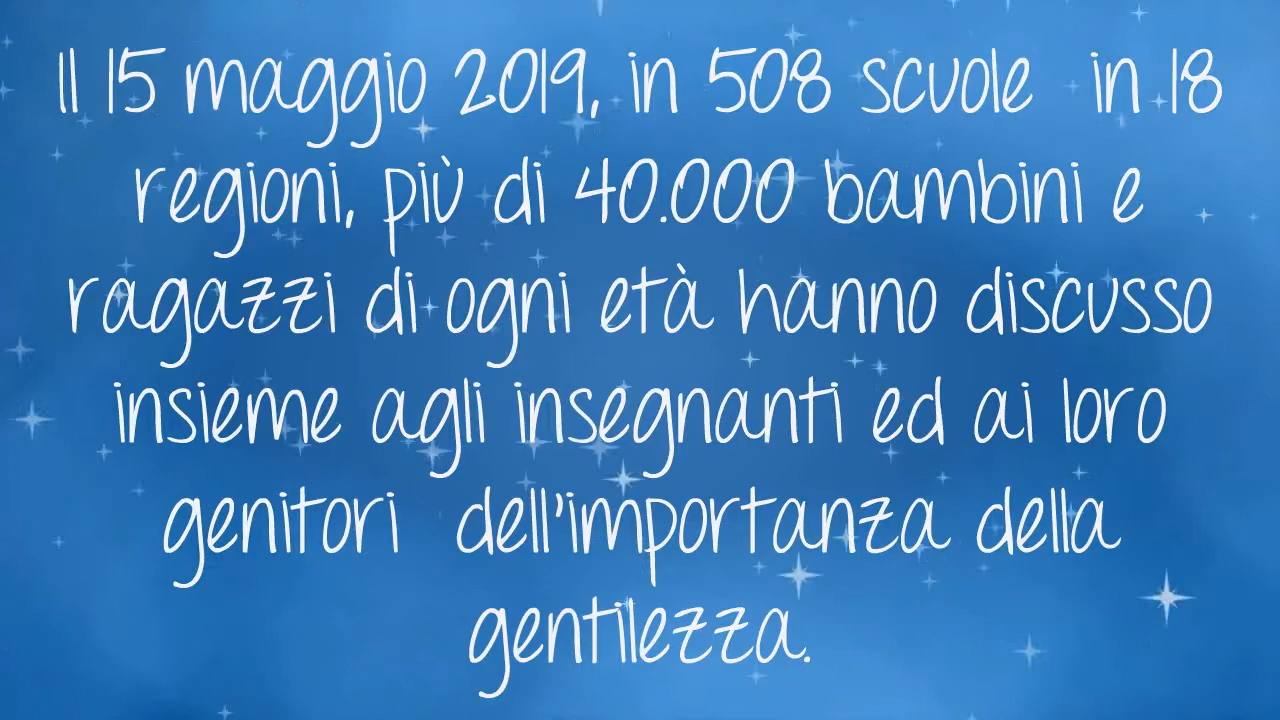 Il 15 maggio 2019, in 508 scuole in 18
regioni, più di 40.000 bambini e
ragazzi di ogni età hanno discusso
insieme agli insegnanti ed ai loro
genitori dell'importanza della
gentilezza.